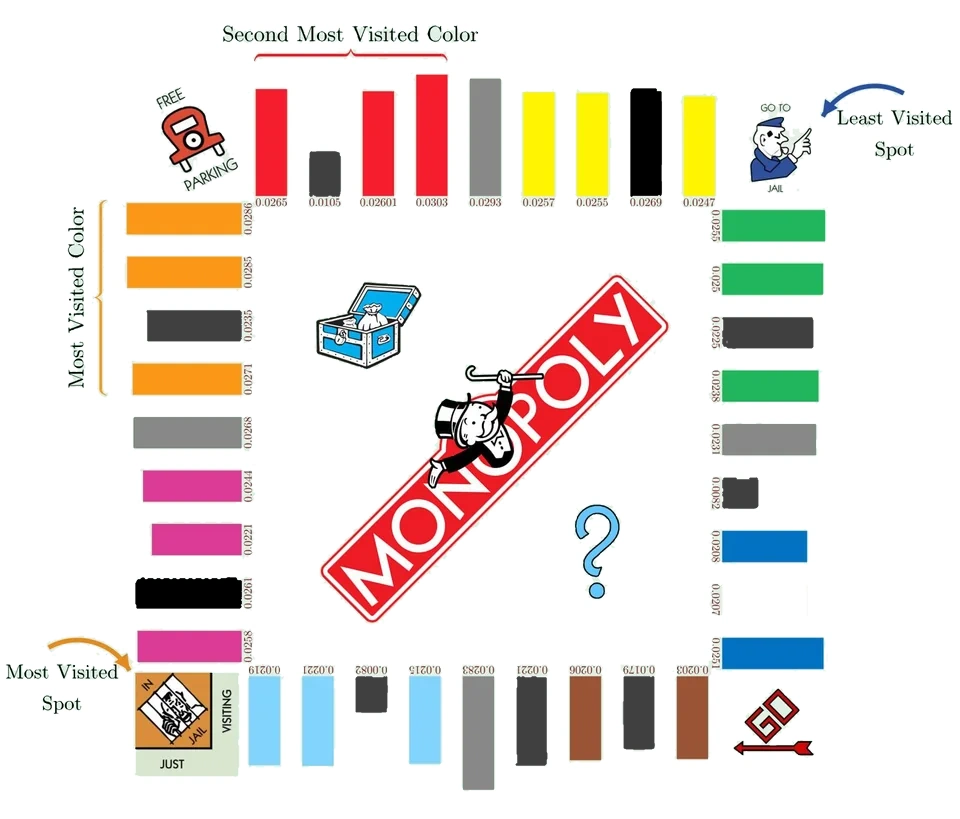 Second Most Visited Color
FREE
PARKING
GO TO
JAIL
Least Visited
Spot
0.0265
0.0105
0.02601
0.0303
0.0293
0.0257
0.0255
0.0269
0.0247
Most Visited Color
0.0286
0.0285
0.0235
0.0271
0.0268
0.0244
0.0221
0.0261
0.0258
0.0255
0.025
0.0225
0.0238
0.0231
0.0082
0.0208
0.0207
0.0251
MONOPOLY
?
Most Visited
Spot
IN
JAIL
VISITING
JUST
0.0219
0.0221
0.0082
0.0215
0.0283
0.0221
0.0206
0.0179
0.0203
GO